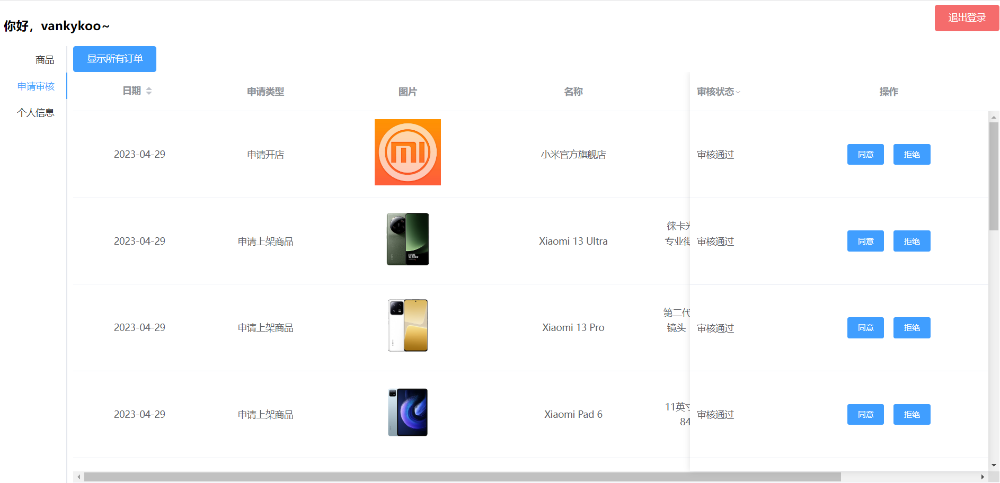 退出登录
你好，vankykoo~
商品
申请审核
个人信息
显示所有订单
日期 申请类型 图片 名称 审核状态 操作
2023-04-29 申请开店 小米官方旗舰店 审核通过 同意 拒绝
徕卡光
2023-04-29 申请上架商品 Xiaomi 13 Ultra 专业街 审核通过 同意 拒绝
第二代
2023-04-29 申请上架商品 Xiaomi 13 Pro 镜头 审核通过 同意 拒绝
11英寸
2023-04-29 申请上架商品 Xiaomi Pad 6 审核通过 同意 拒绝
84